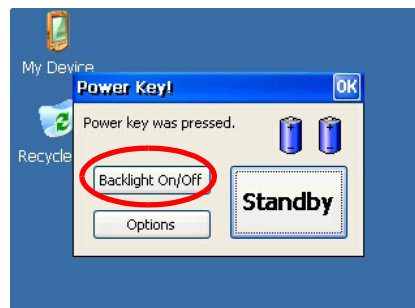 My Device
Power Key!
OK
Power key was pressed.
Recycle
Backlight On/Off
Standby
Options